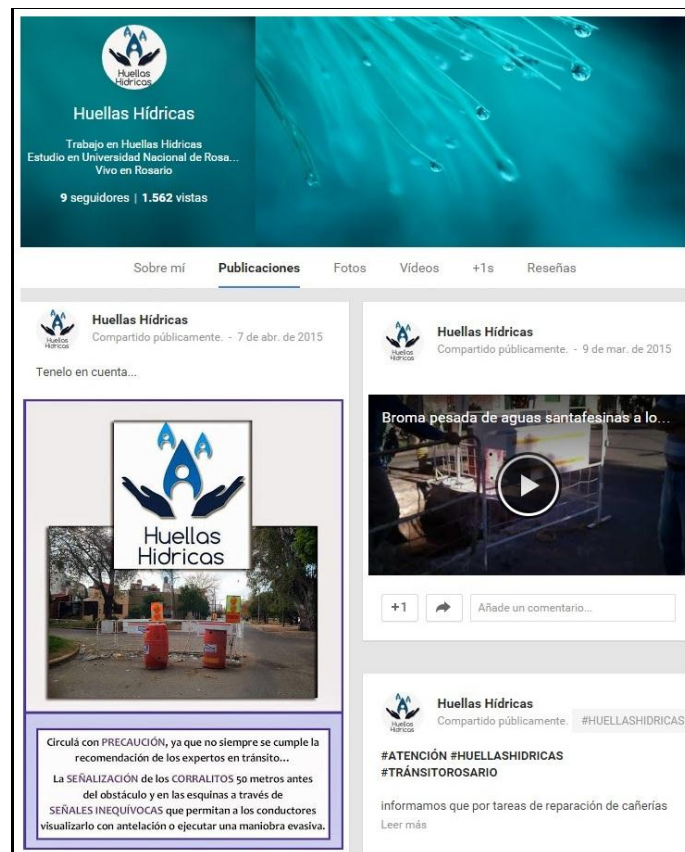 Huellas
Hídricas
Huellas Hídricas
Trabajo en Huellas Hidricas
Estudio en Universidad Nacional de Rosa...
Vivo en Rosario
9 seguidores | 1.562 vistas
Sobre mí Publicaciones Fotos Vídeos +1s Reseñas
Huellas Hídricas
Compartido públicamente. - 7 de abr. de 2015
Tenelo en cuenta...
Huellas
Hidricas
Circulá con PRECAUCIÓN, ya que no siempre se cumple la
recomendación de los expertos en tránsito...
La SEÑALIZACIÓN de los CORRALITOS 50 metros antes
del obstáculo y en las esquinas a través de
SEÑALES INEQUÍVOCAS que permitan a los conductores
visualizarlo con antelación o ejecutar una maniobra evasiva.
Huellas Hídricas
Compartido públicamente. - 9 de mar. de 2015
Broma pesada de aguas santafesinas a lo...
+1
Añade un comentario...
Huellas Hídricas
Compartido públicamente. #HUELLASHIDRICAS
#ATENCIÓN #HUELLASHIDRICAS
#TRÁNSITOROSARIO
informamos que por tareas de reparación de cañerías
Leer más